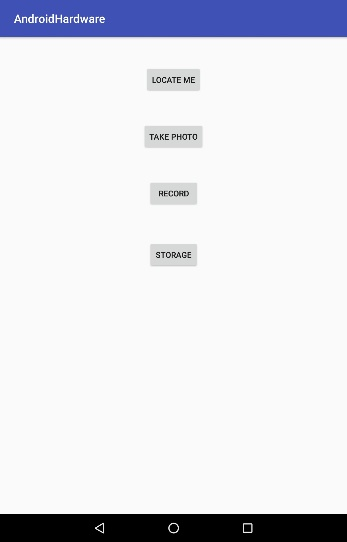 AndroidHardware
LOCATE ME
TAKE PHOTO
RECORD
STORAGE